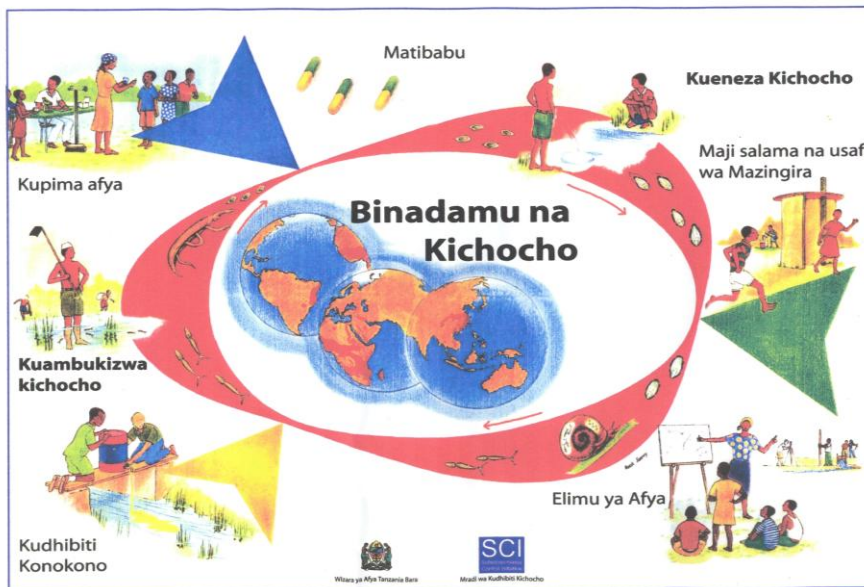 Matibabu
Kueneza Kichocho
Maji salama na usaf
wa Mazingira
Kupima afya
Binadamu na
Kichocho
Kuambukizwa
kichocho
Elimu ya Afya
Kudhibiti
Konokono
SCI
Wizara ya Afya Tanzania Bara
Mradi wa Kudhibiti Kichocho